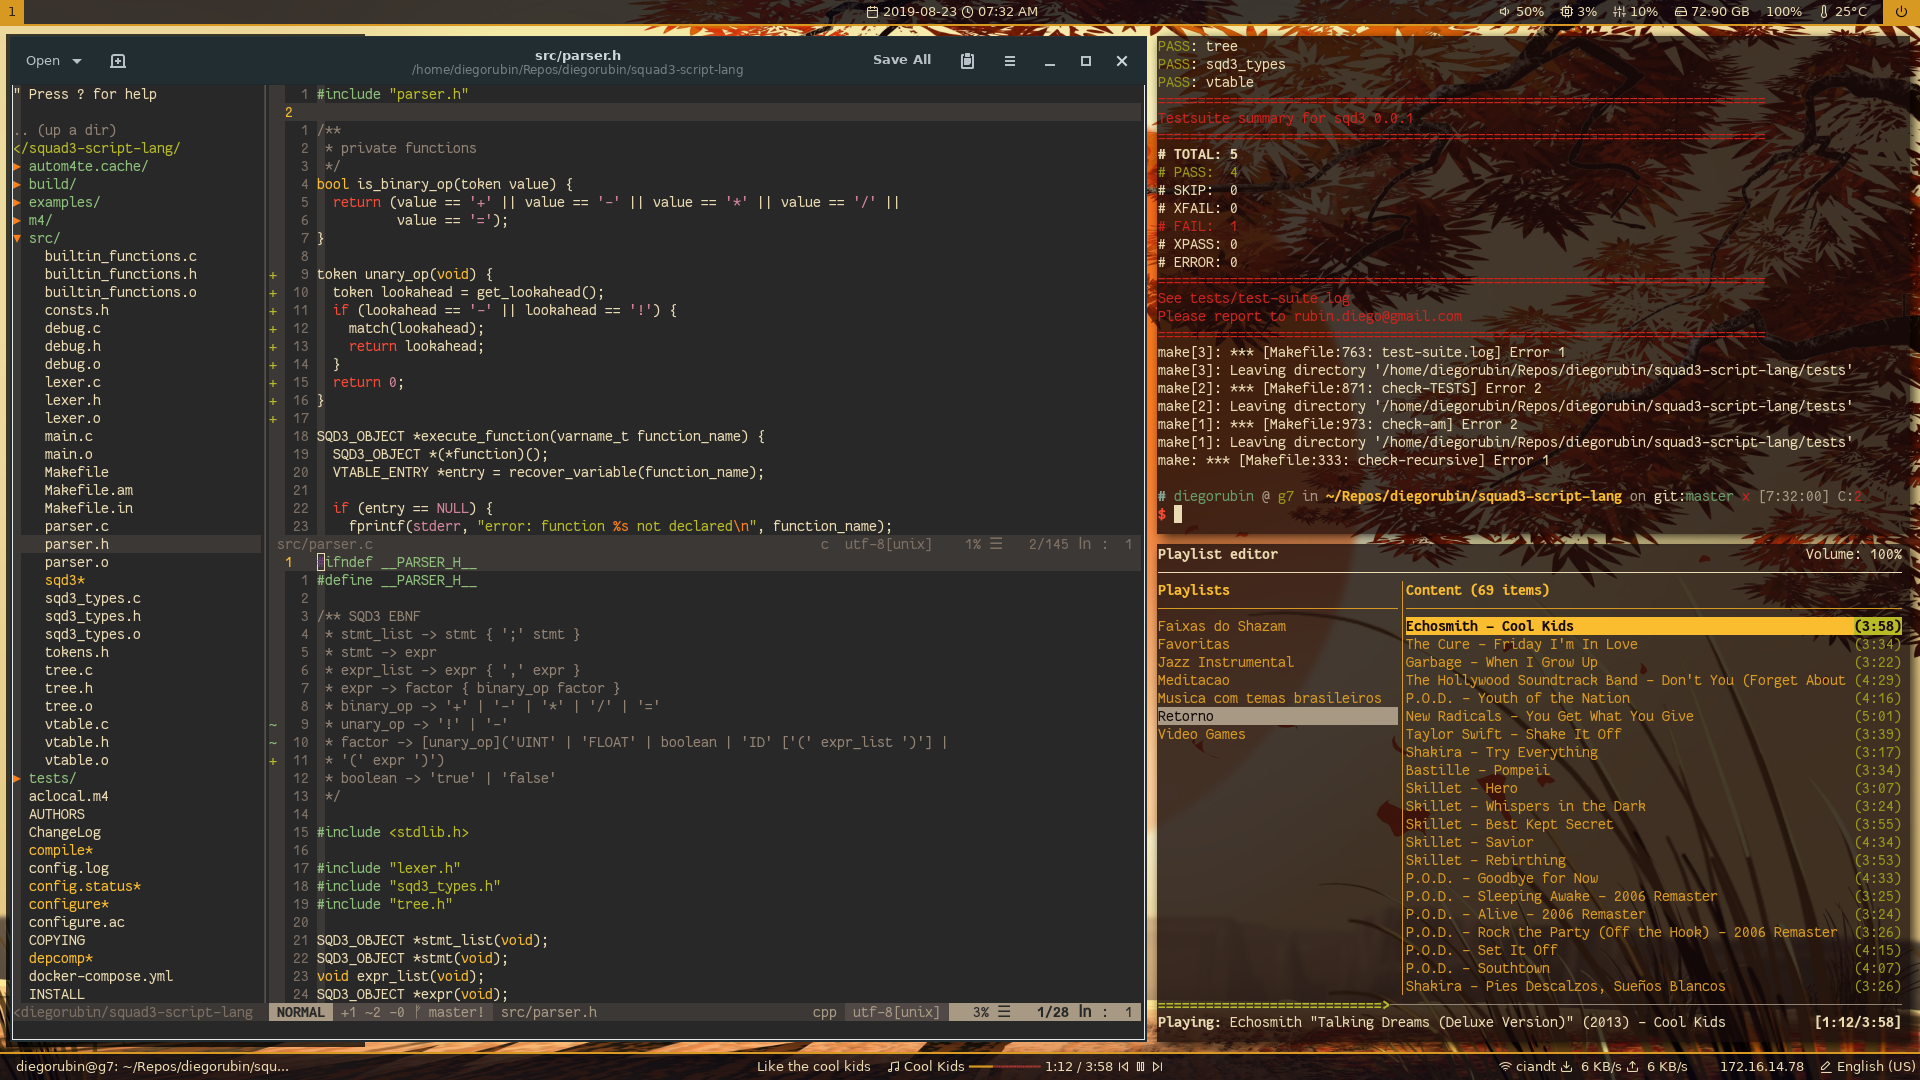 1
2019-08-23 07:32 AM
50% 3% 10% 72.90 GB 100% 25°C
Open
src/parser.h
/home/diegorubin/Repos/diegorubin/squad3-script-lang
Save All
" Press ? for help
.. (up a dir)
</squad3-script-lang/
▸ autom4te.cache/
▸ build/
▸ examples/
▸ m4/
▾ src/
builtin_functions.c
builtin_functions.h
builtin_functions.o
consts.h
debug.c
debug.h
debug.o
lexer.c
lexer.h
lexer.o
main.c
main.o
Makefile
Makefile.am
Makefile.in
parser.c
parser.h
parser.o
sqd3*
sqd3_types.c
sqd3_types.h
sqd3_types.o
tokens.h
tree.c
tree.h
tree.o
vtable.c
vtable.h
vtable.o
▸ tests/
aclocal.m4
AUTHORS
ChangeLog
compile*
config.log
config.status*
configure*
configure.ac
COPYING
depcomp*
docker-compose.yml
INSTALL
<diegorubin/squad3-script-lang
1 #include "parser.h"
2
1 /**
2  * private functions
3  */
4 bool is_binary_op(token value) {
5   return (value == '+' || value == '-' || value == '*' || value == '/' ||
6           value == '=');
7 }
8
+ 9 token unary_op(void) {
+ 10   token lookahead = get_lookahead();
+ 11   if (lookahead == '-' || lookahead == '!') {
+ 12     match(lookahead);
+ 13     return lookahead;
+ 14   }
+ 15   return 0;
+ 16 }
+ 17
18 SQD3_OBJECT *execute_function(varname_t function_name) {
19   SQD3_OBJECT *(*function)();
20   VTABLE_ENTRY *entry = recover_variable(function_name);
21
22   if (entry == NULL) {
23     fprintf(stderr, "error: function %s not declared\n", function_name);
src/parser.c c utf-8[unix] 1% ☰ 2/145 ln : 1
1 #ifndef __PARSER_H__
1 #define __PARSER_H__
2
3 /** SQD3 EBNF
4  * stmt_list -> stmt { ';' stmt }
5  * stmt -> expr
6  * expr_list -> expr { ',' expr }
7  * expr -> factor { binary_op factor }
8  * binary_op -> '+' | '-' | '*' | '/' | '='
~ 9  * unary_op -> '!' | '-'
~ 10  * factor -> [unary_op]('UINT' | 'FLOAT' | boolean | 'ID' ['(' expr_list ')'] |
+ 11  * '(' expr ')')
12  * boolean -> 'true' | 'false'
13  */
14
15 #include <stdlib.h>
16
17 #include "lexer.h"
18 #include "sqd3_types.h"
19 #include "tree.h"
20
21 SQD3_OBJECT *stmt_list(void);
22 SQD3_OBJECT *stmt(void);
23 void expr_list(void);
24 SQD3_OBJECT *expr(void);
NORMAL +1 ~2 -0 master! src/parser.h cpp utf-8[unix] 3% ☰ 1/28 ln : 1
PASS: tree
PASS: sqd3_types
PASS: vtable
============================================================================
Testsuite summary for sqd3 0.0.1
============================================================================
# TOTAL: 5
# PASS:  4
# SKIP:  0
# XFAIL: 0
# FAIL:  1
# XPASS: 0
# ERROR: 0
============================================================================
See tests/test-suite.log
Please report to rubin.diego@gmail.com
============================================================================
make[3]: *** [Makefile:763: test-suite.log] Error 1
make[3]: Leaving directory '/home/diegorubin/Repos/diegorubin/squad3-script-lang/tests'
make[2]: *** [Makefile:871: check-TESTS] Error 2
make[2]: Leaving directory '/home/diegorubin/Repos/diegorubin/squad3-script-lang/tests'
make[1]: *** [Makefile:973: check-am] Error 2
make[1]: Leaving directory '/home/diegorubin/Repos/diegorubin/squad3-script-lang/tests'
make: *** [Makefile:333: check-recursive] Error 1
# diegorubin @ g7 in ~/Repos/diegorubin/squad3-script-lang on git:master x [7:32:00] C:2
$
Playlist editor Volume: 100%
Playlists
Faixas do Shazam
Favoritas
Jazz Instrumental
Meditacao
Musica com temas brasileiros
Retorno
Video Games
Content (69 items)
Echosmith - Cool Kids (3:58)
The Cure - Friday I'm In Love (3:34)
Garbage - When I Grow Up (3:22)
The Hollywood Soundtrack Band - Don't You (Forget About (4:29)
P.O.D. - Youth of the Nation (4:16)
New Radicals - You Get What You Give (5:01)
Taylor Swift - Shake It Off (3:39)
Shakira - Try Everything (3:17)
Bastille - Pompeii (3:34)
Skillet - Hero (3:07)
Skillet - Whispers in the Dark (3:24)
Skillet - Best Kept Secret (3:55)
Skillet - Savior (4:34)
Skillet - Rebirthing (3:53)
P.O.D. - Goodbye for Now (4:33)
P.O.D. - Sleeping Awake - 2006 Remaster (3:25)
P.O.D. - Alive - 2006 Remaster (3:24)
P.O.D. - Rock the Party (Off the Hook) - 2006 Remaster (3:26)
P.O.D. - Set It Off (4:15)
P.O.D. - Southtown (4:07)
Shakira - Pies Descalzos, Sueños Blancos (3:26)
============================>
Playing: Echosmith "Talking Dreams (Deluxe Version)" (2013) - Cool Kids [1:12/3:58]
diegorubin@g7: ~/Repos/diegorubin/squ...
Like the cool kids Cool Kids 1:12 / 3:58
ciandt 6 KB/s 6 KB/s 172.16.14.78 English (US)